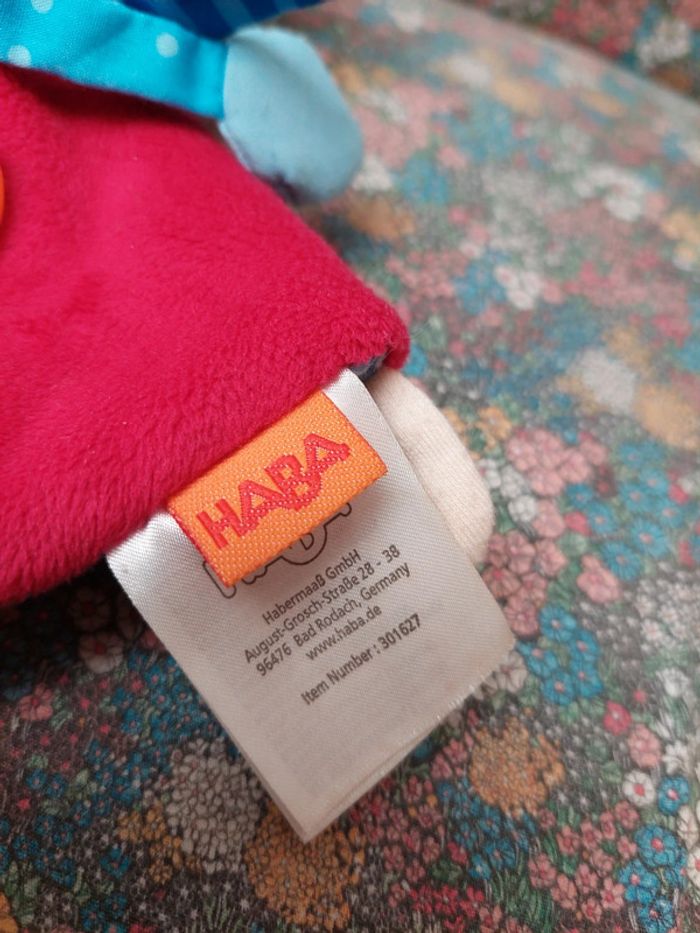 HABA
Habermaaß GmbH
August-Grosch-Straße 28 - 38
96476 Bad Rodach, Germany
www.haba.de
Item Number : 301627